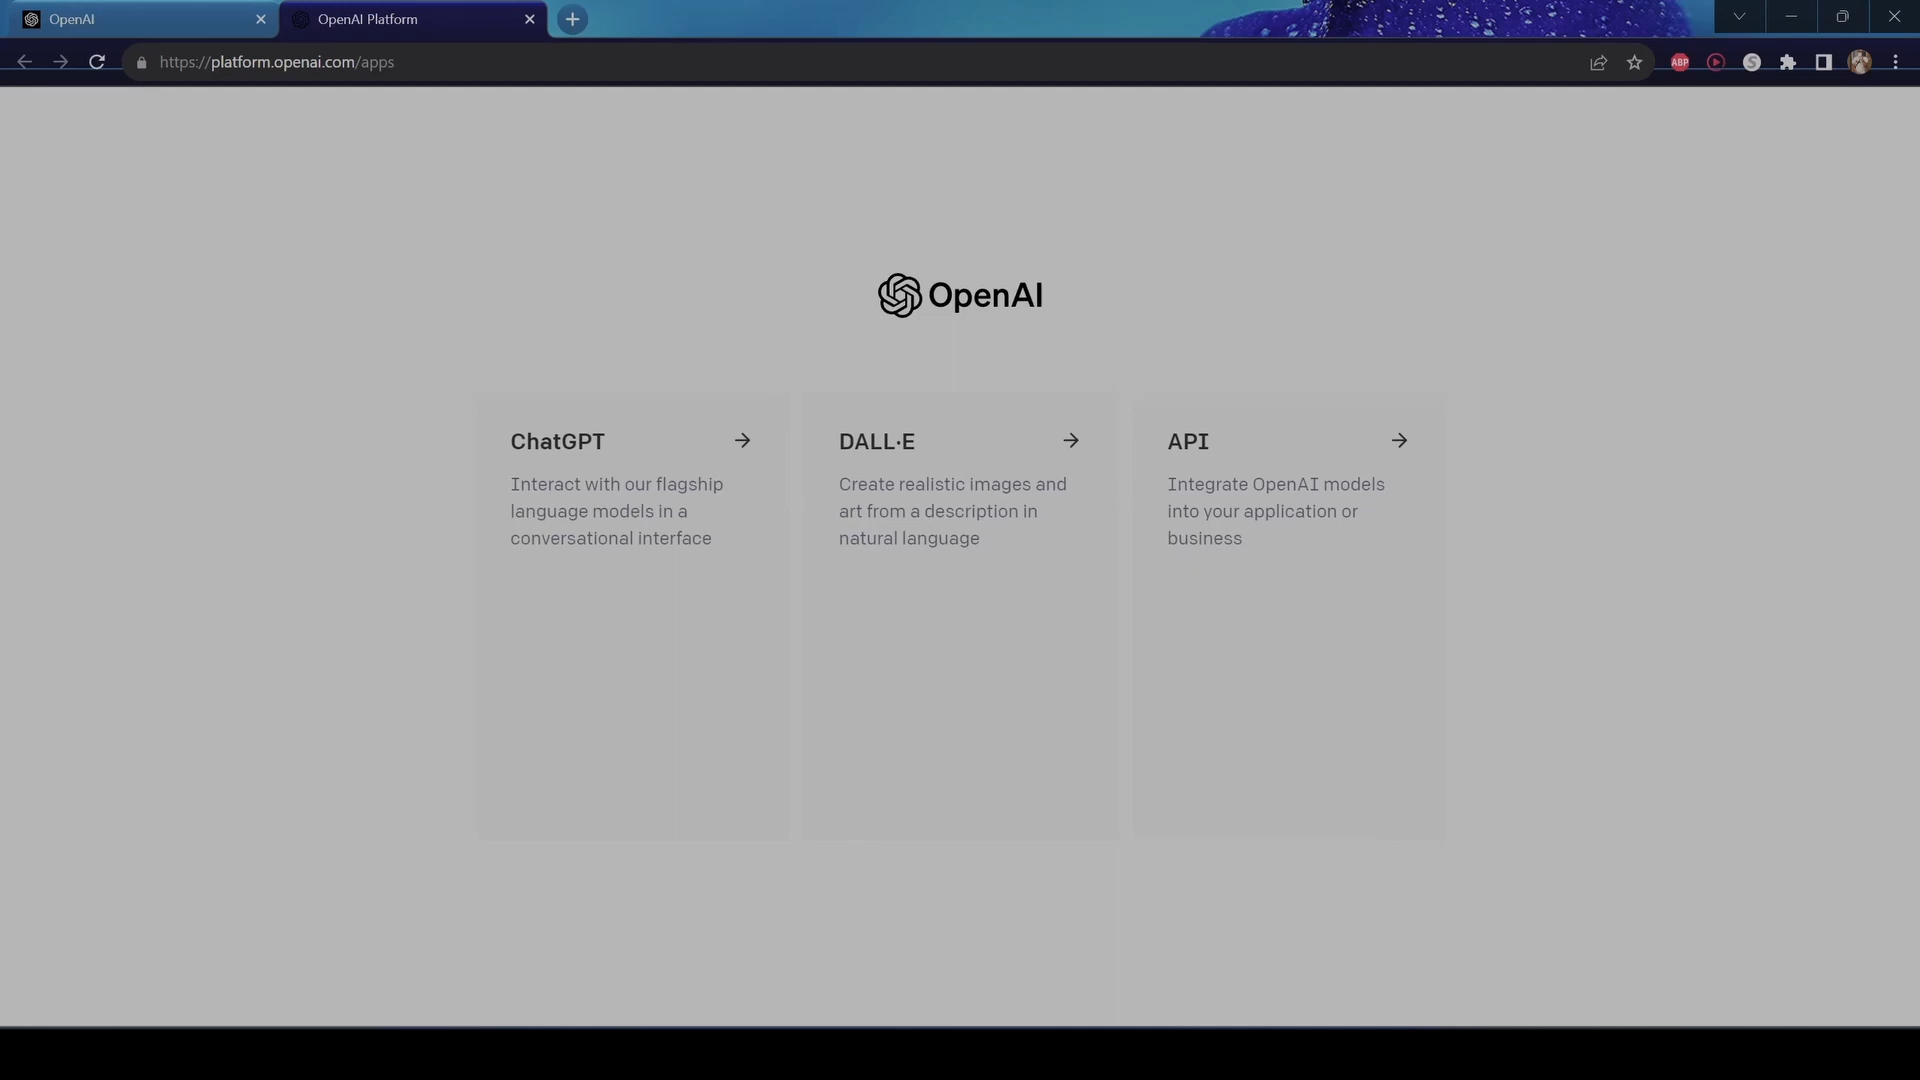 OpenAI
OpenAI Platform
https://platform.openai.com/apps
ABP
S
OpenAI
ChatGPT
Interact with our flagship
language models in a
conversational interface
DALL·E
Create realistic images and
art from a description in
natural language
API
Integrate OpenAI models
into your application or
business